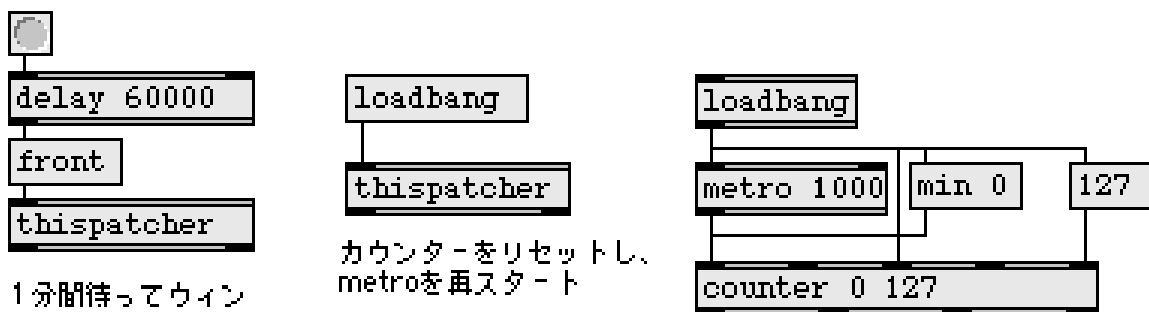 delay 60000
front
thispatcher
1分間待ってウィン
loadbang
thispatcher
カウンターをリセットし、
metroを再スタート
loadbang
metro 1000
min 0
127
counter 0 127